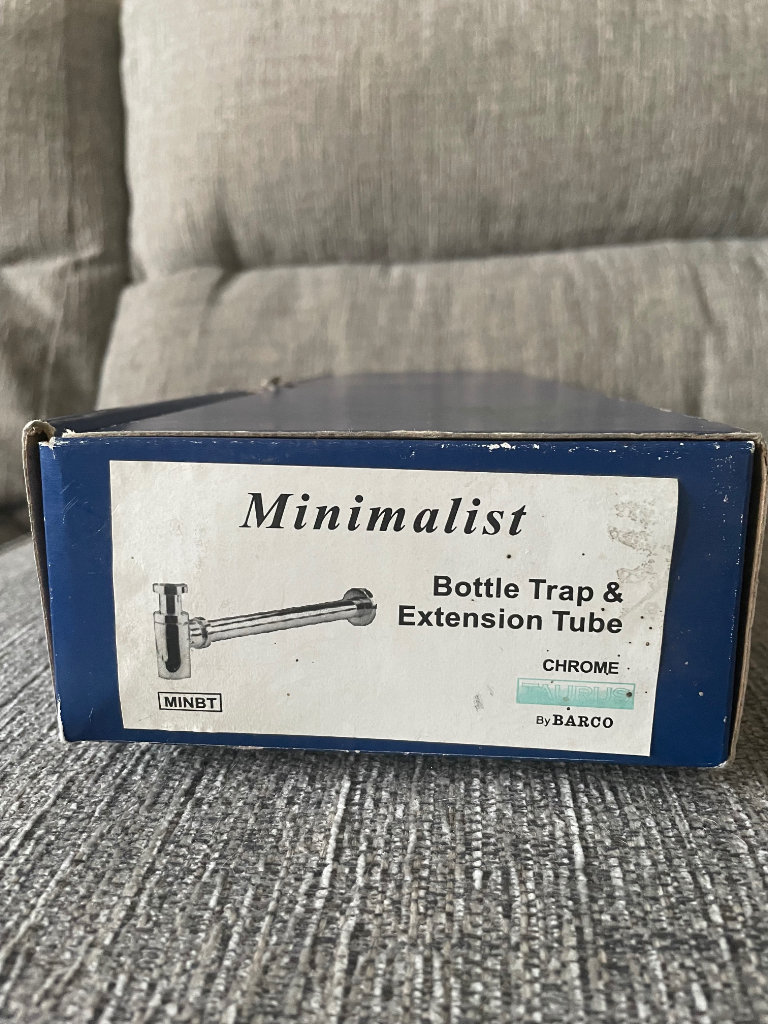 Minimalist
Bottle Trap &
Extension Tube
CHROME
TAURUS
By BARCO
MINBT